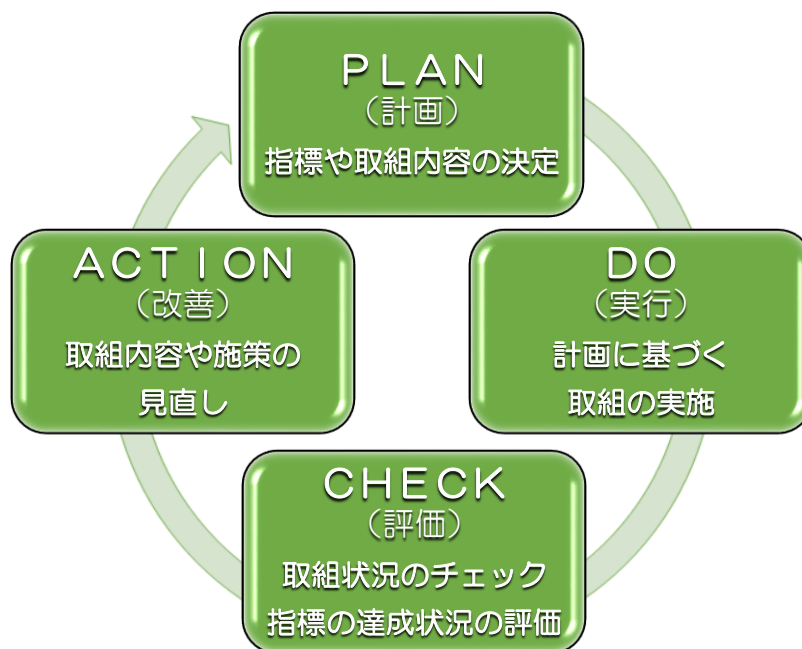 ＰＬＡＮ
（計画）
指標や取組内容の決定
ＡＣＴＩＯＮ
（改善）
取組内容や施策の
見直し
ＤＯ
（実行）
計画に基づく
取組の実施
ＣＨＥＣＫ
（評価）
取組状況のチェック
指標の達成状況の評価